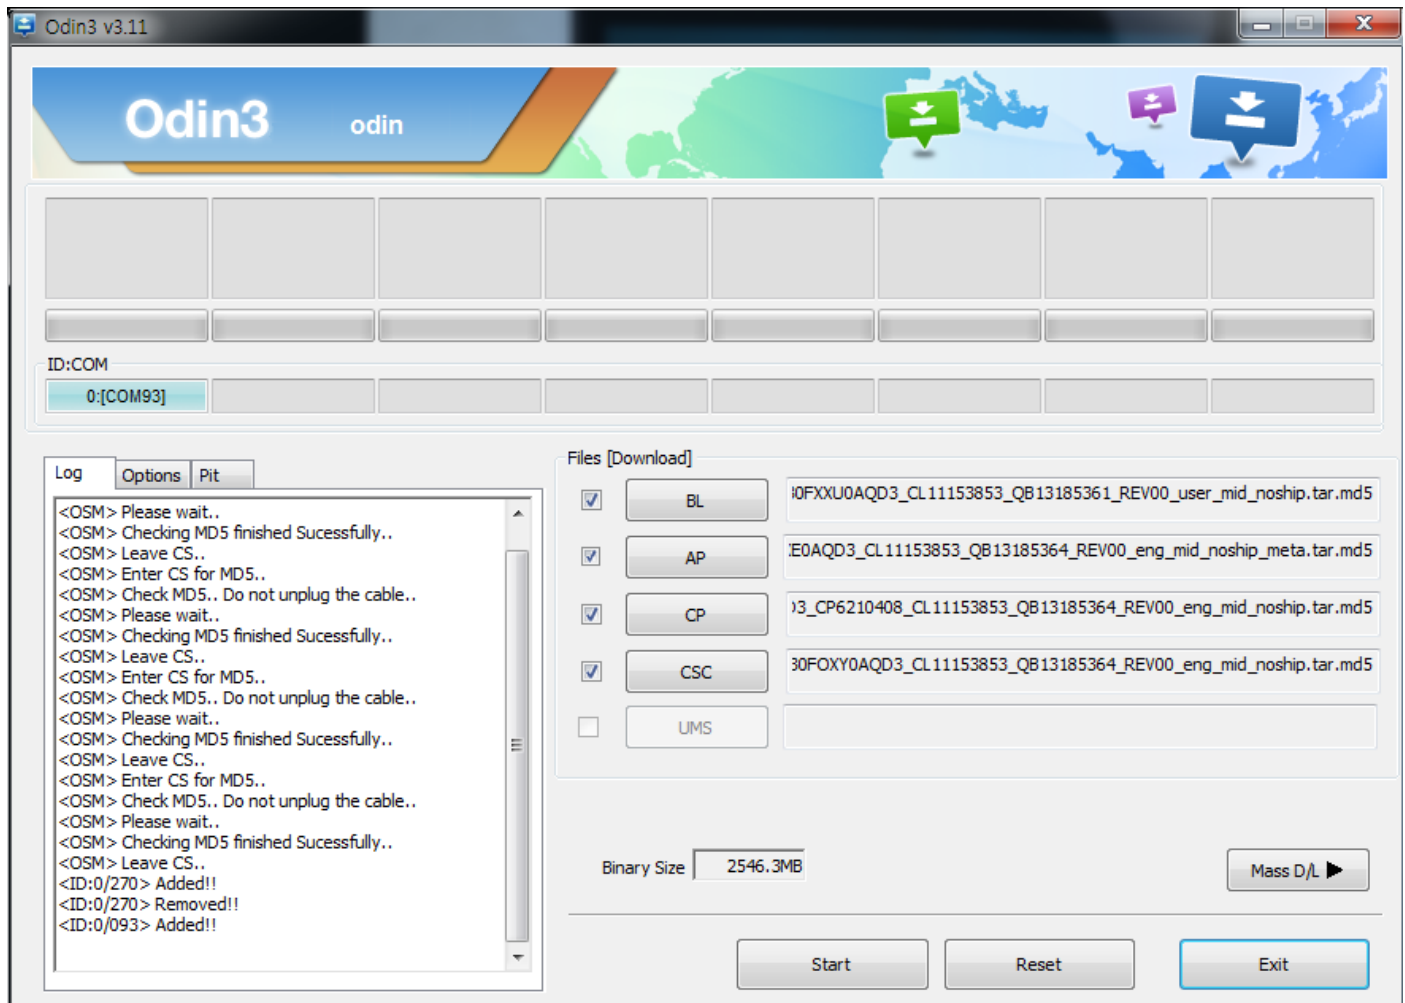 Odin3 v3.11
Odin3 odin
ID:COM
0:[COM93]
Log Options Pit
<OSM> Please wait..
<OSM> Checking MD5 finished Sucessfully..
<OSM> Leave CS..
<OSM> Enter CS for MD5..
<OSM> Check MD5.. Do not unplug the cable..
<OSM> Please wait..
<OSM> Checking MD5 finished Sucessfully..
<OSM> Leave CS..
<OSM> Enter CS for MD5..
<OSM> Check MD5.. Do not unplug the cable..
<OSM> Please wait..
<OSM> Checking MD5 finished Sucessfully..
<OSM> Leave CS..
<OSM> Enter CS for MD5..
<OSM> Check MD5.. Do not unplug the cable..
<OSM> Please wait..
<OSM> Checking MD5 finished Sucessfully..
<OSM> Leave CS..
<ID:0/270> Added!!
<ID:0/270> Removed!!
<ID:0/093> Added!!
Files [Download]
BL 0FXXU0AQD3_CL11153853_QB13185361_REV00_user_mid_noship.tar.md5
AP E0AQD3_CL11153853_QB13185364_REV00_eng_mid_noship_meta.tar.md5
CP 3_CP6210408_CL11153853_QB13185364_REV00_eng_mid_noship.tar.md5
CSC 30FOXY0AQD3_CL11153853_QB13185364_REV00_eng_mid_noship.tar.md5
UMS
Binary Size 2546.3MB
Mass D/L
Start Reset Exit